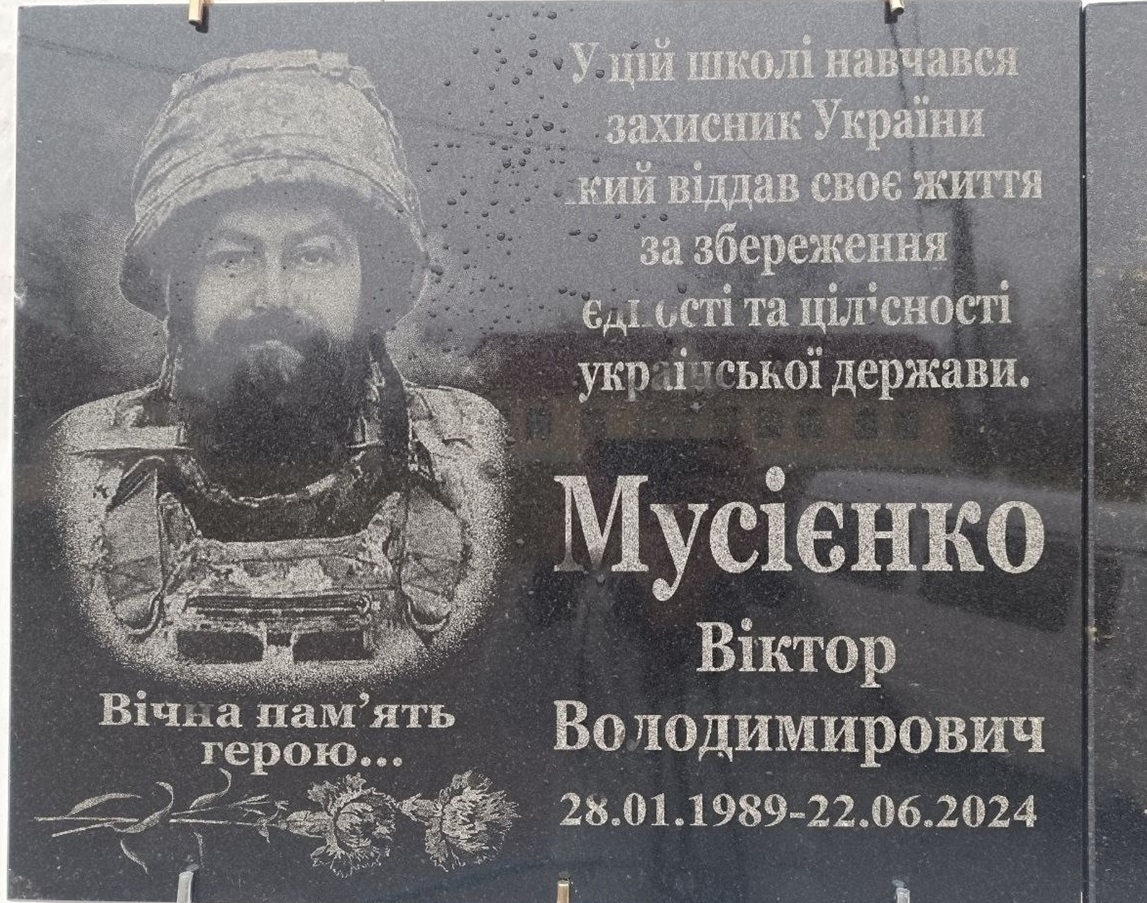 У цій школі навчався
захисник України
кий віддав своє життя
за збереження
єдності та цілісності
української держави.
Мусієнко
Віктор
Володимирович
28.01.1989-22.06.2024
Вічна пам'ять
герою...